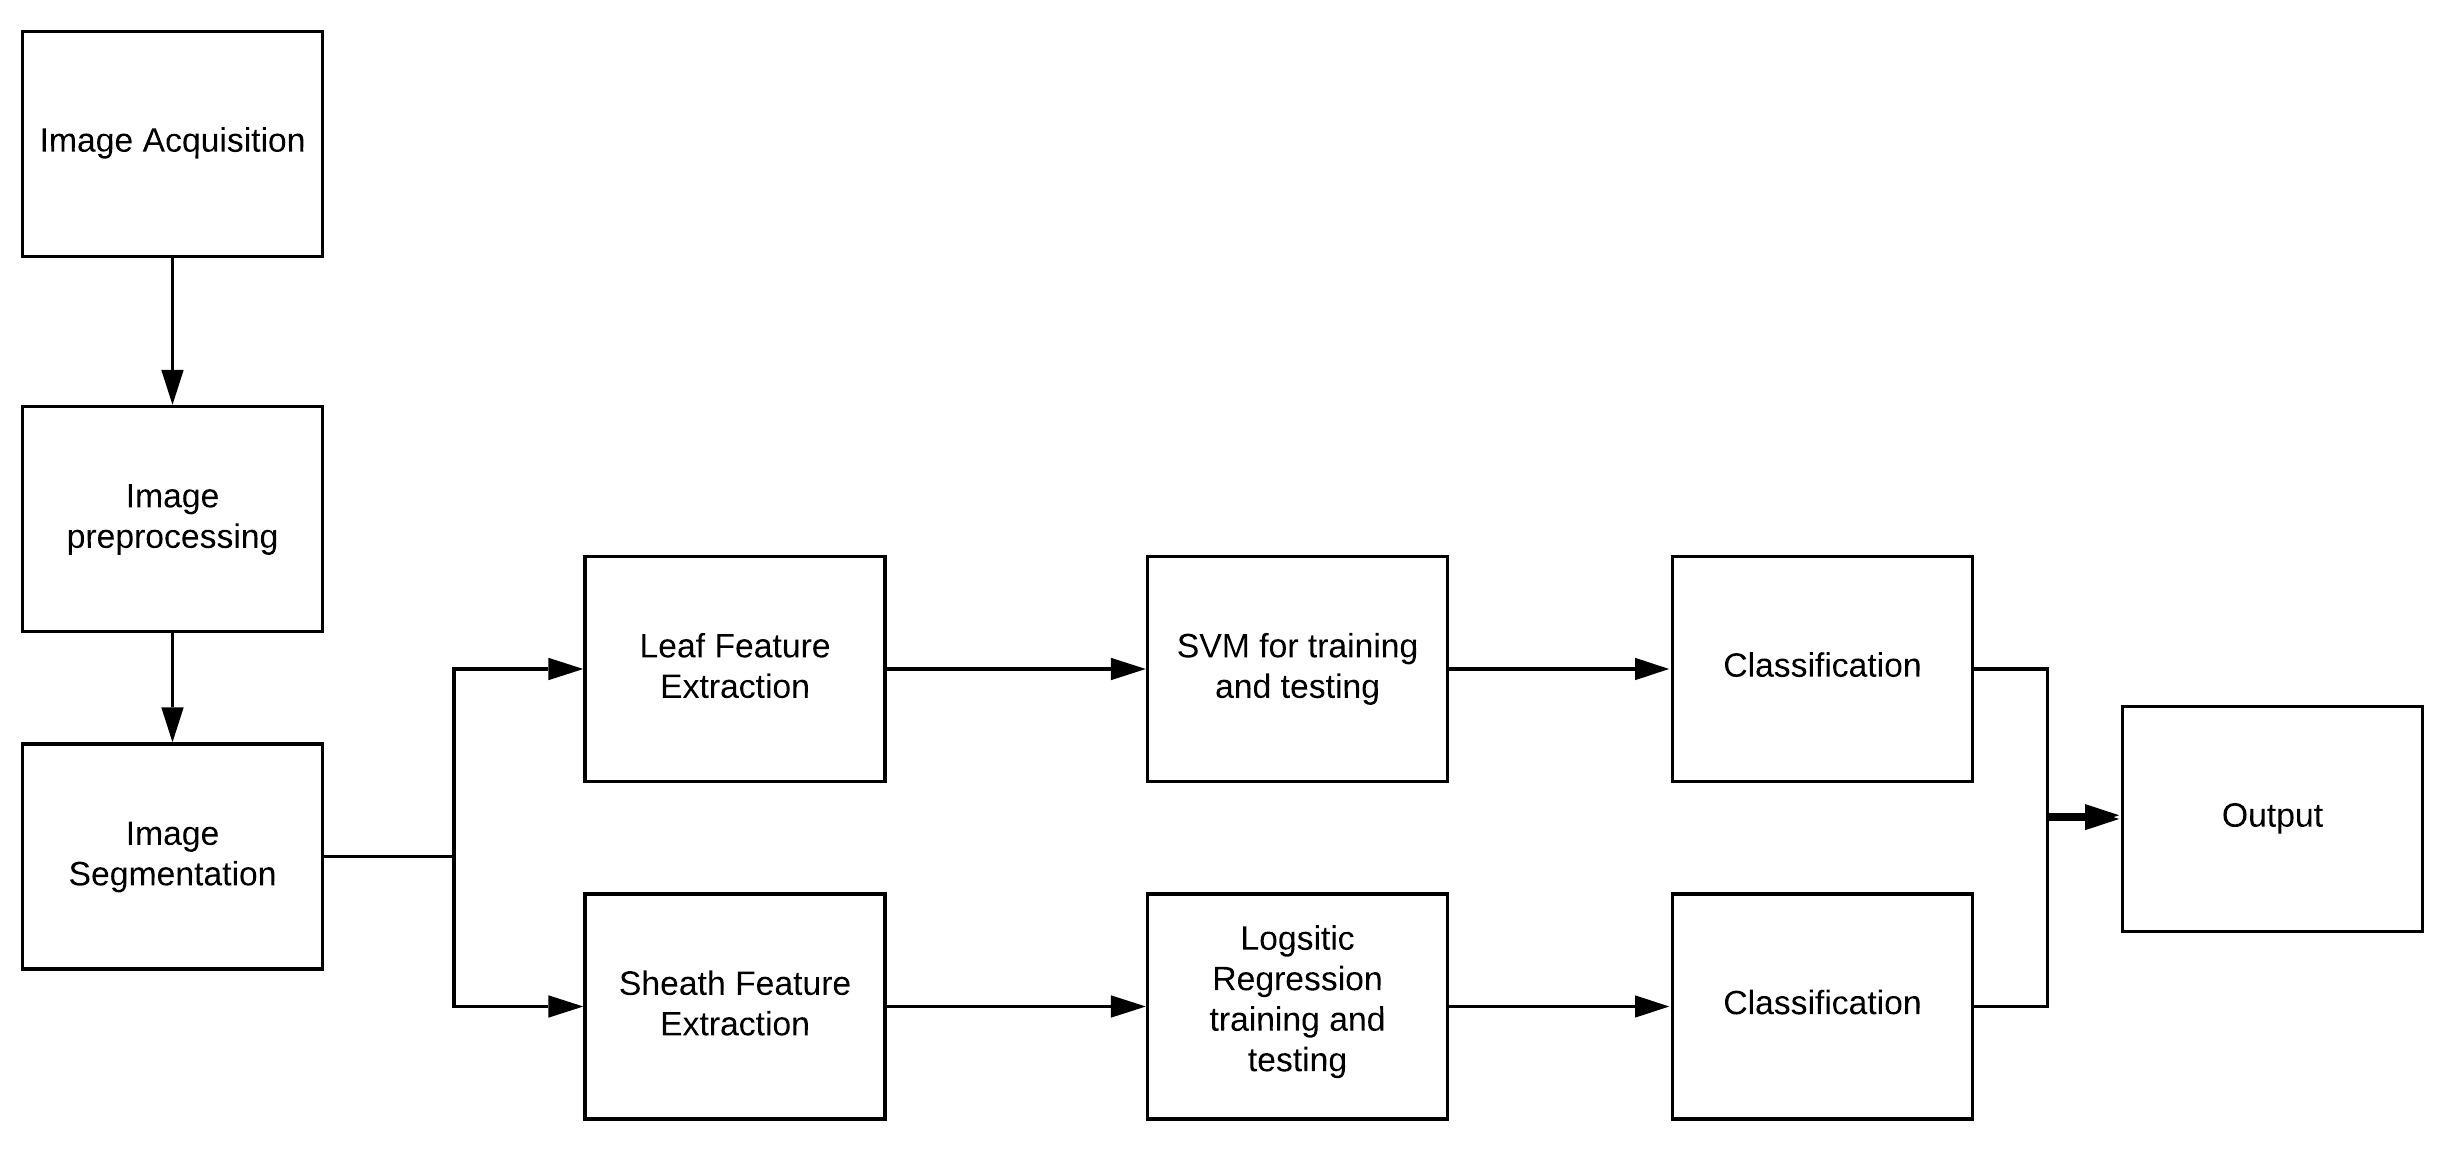 Image Acquisition
Image
preprocessing
Image
Segmentation
Leaf Feature
Extraction
SVM for training
and testing
Classification
Sheath Feature
Extraction
Logsitic
Regression
training and
testing
Classification
Output